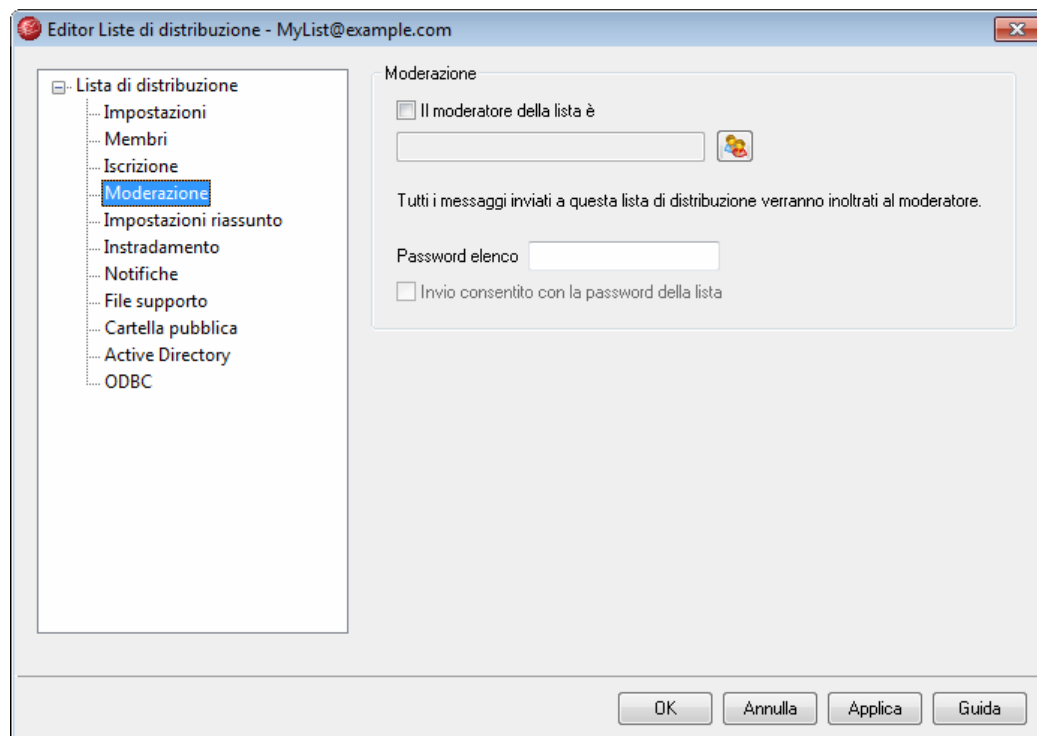 Editor Liste di distribuzione - MyList@example.com
Lista di distribuzione
Impostazioni
Membri
Iscrizione
Moderazione
Impostazioni riassunto
Instradamento
Notifiche
File supporto
Cartella pubblica
Active Directory
ODBC
Moderazione
Il moderatore della lista è
Tutti i messaggi inviati a questa lista di distribuzione verranno inoltrati al moderatore.
Password elenco
Invio consentito con la password della lista
OK
Annulla
Applica
Guida